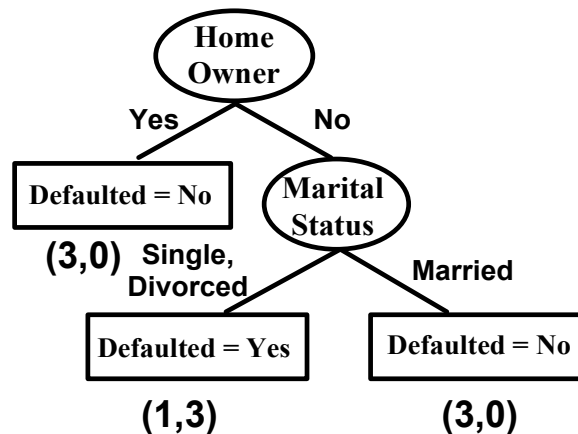 Home
Owner
Yes
No
Defaulted = No
Marital
Status
(3,0)
Single,
Divorced
Married
Defaulted = Yes
Defaulted = No
(1,3)
(3,0)